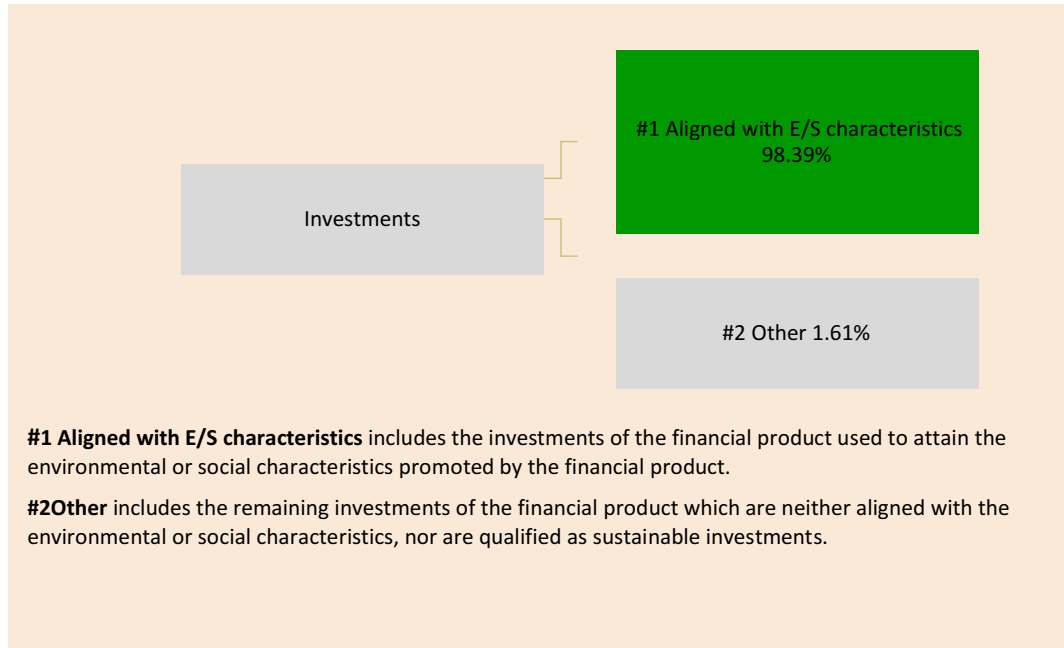 #1 Aligned with E/S characteristics
98.39%
Investments
#2 Other 1.61%
#1 Aligned with E/S characteristics includes the investments of the financial product used to attain the
environmental or social characteristics promoted by the financial product.
#2Other includes the remaining investments of the financial product which are neither aligned with the
environmental or social characteristics, nor are qualified as sustainable investments.